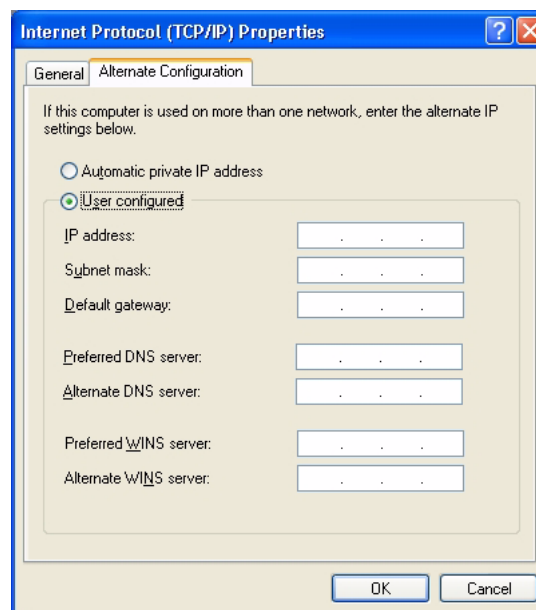 Internet Protocol (TCP/IP) Properties
General
Alternate Configuration
If this computer is used on more than one network, enter the alternate IP
settings below.
Automatic private IP address
User configured
IP address:
. . .
Subnet mask:
. . .
Default gateway:
. . .
Preferred DNS server:
. . .
Alternate DNS server:
. . .
Preferred WINS server:
. . .
Alternate WINS server:
. . .
OK
Cancel